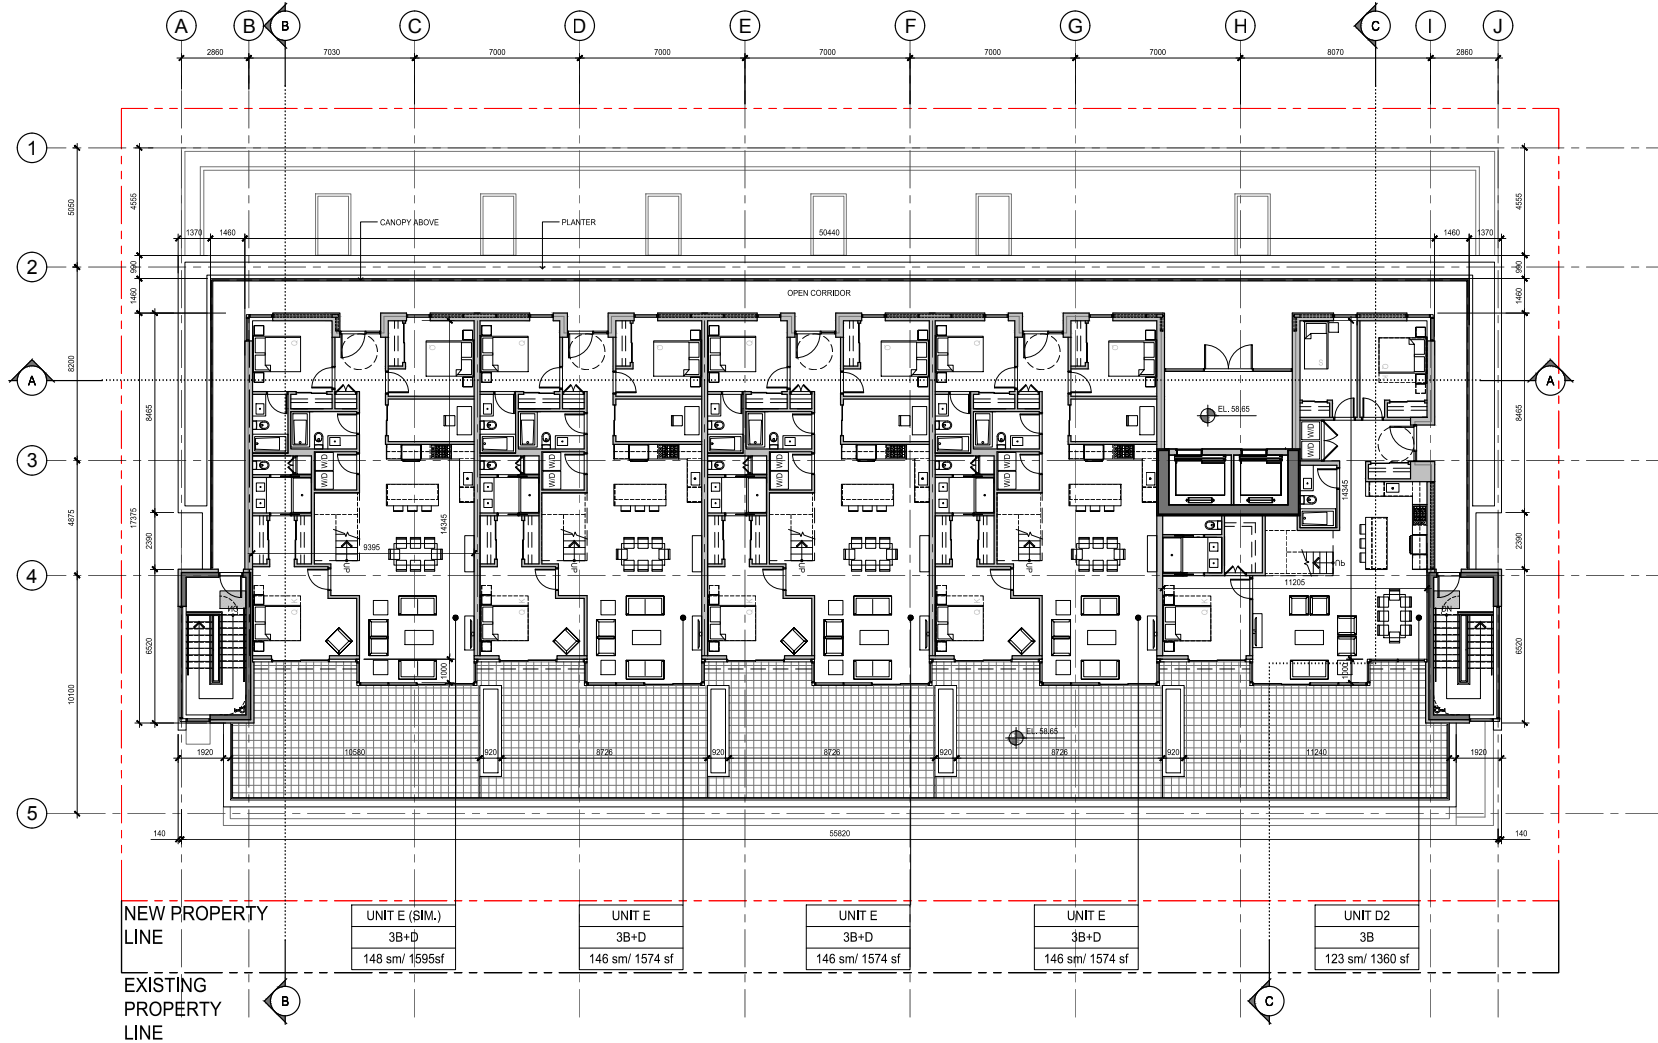 A B B C D E F G H C I J
2860 7030 7000 7000 7000 7000 7000 8070 2860
1
5050 4555 4555
CANOPY ABOVE PLANTER
1370 1460 50440 1460 1370
2
990 990
1460 OPEN CORRIDOR 1460
8200
A A
8465 EL. 58.65 8465
3
W/D W/D W/D W/D W/D W/D W/D W/D W/D W/D
17375 4875 14345 14345
2390 9395 2390
UP UP UP UP UP
4
11205
DN DN
6520 6520
1000 1000
10100
EL. 58.65
1920 10580 920 8726 920 8726 920 8726 920 11240 1920
5
140 55820 140
NEW PROPERTY
LINE
UNIT E (SIM.)
3B+D
148 sm/ 1595sf
UNIT E
3B+D
146 sm/ 1574 sf
UNIT E
3B+D
146 sm/ 1574 sf
UNIT E
3B+D
146 sm/ 1574 sf
UNIT D2
3B
123 sm/ 1360 sf
EXISTING
PROPERTY
LINE
B C